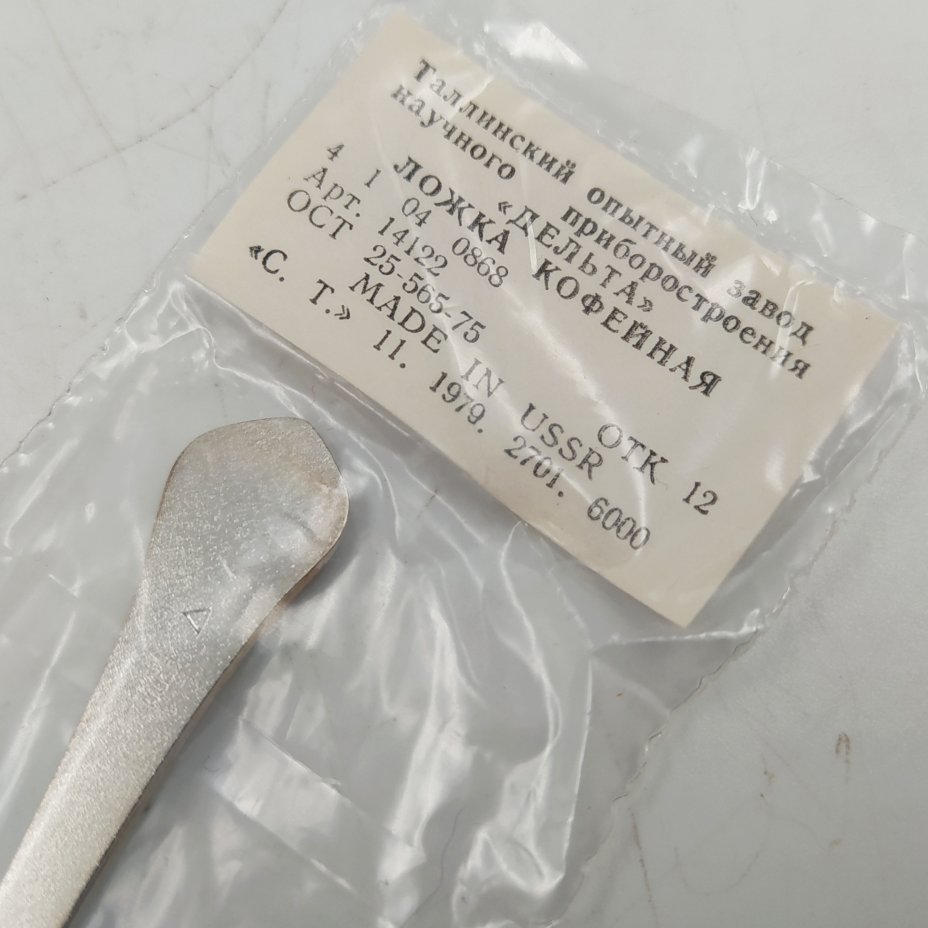 Таллинский опытный завод
научного приборостроения
«ДЕЛЬТА»
ЛОЖКА КОФЕЙНАЯ
4 1 04 0868
Арт. 14122 ОТК 12
ОСТ 25-565-75
MADE IN USSR
«С. Т.» 11. 1979. 2701. 6000